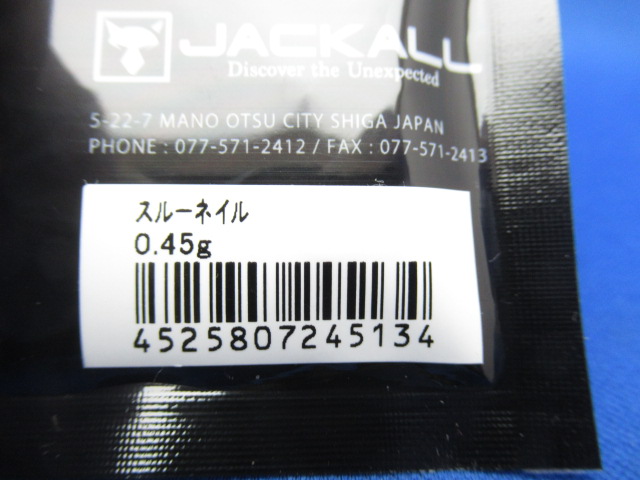 JACKALL
Discover the Unexpected
5-22-7 MANO OTSU CITY SHIGA JAPAN
PHONE : 077-571-2412 / FAX : 077-571-2413
スルーネイル
0.45g
4525807245134